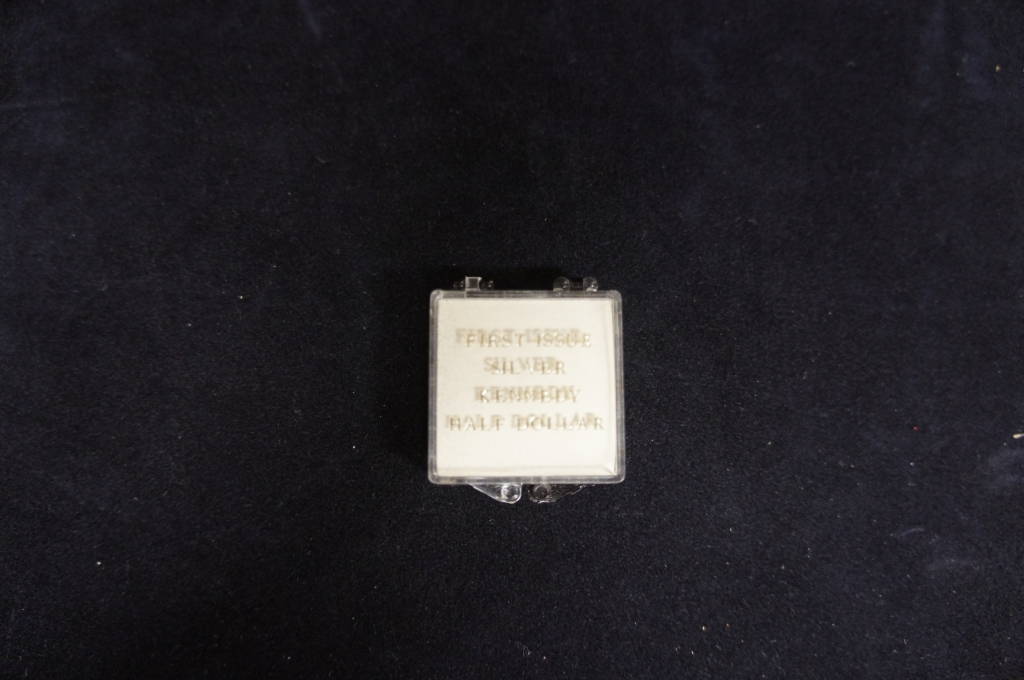 FIRST ISSUE
SILVER
KENNEDY
HALF DOLLAR